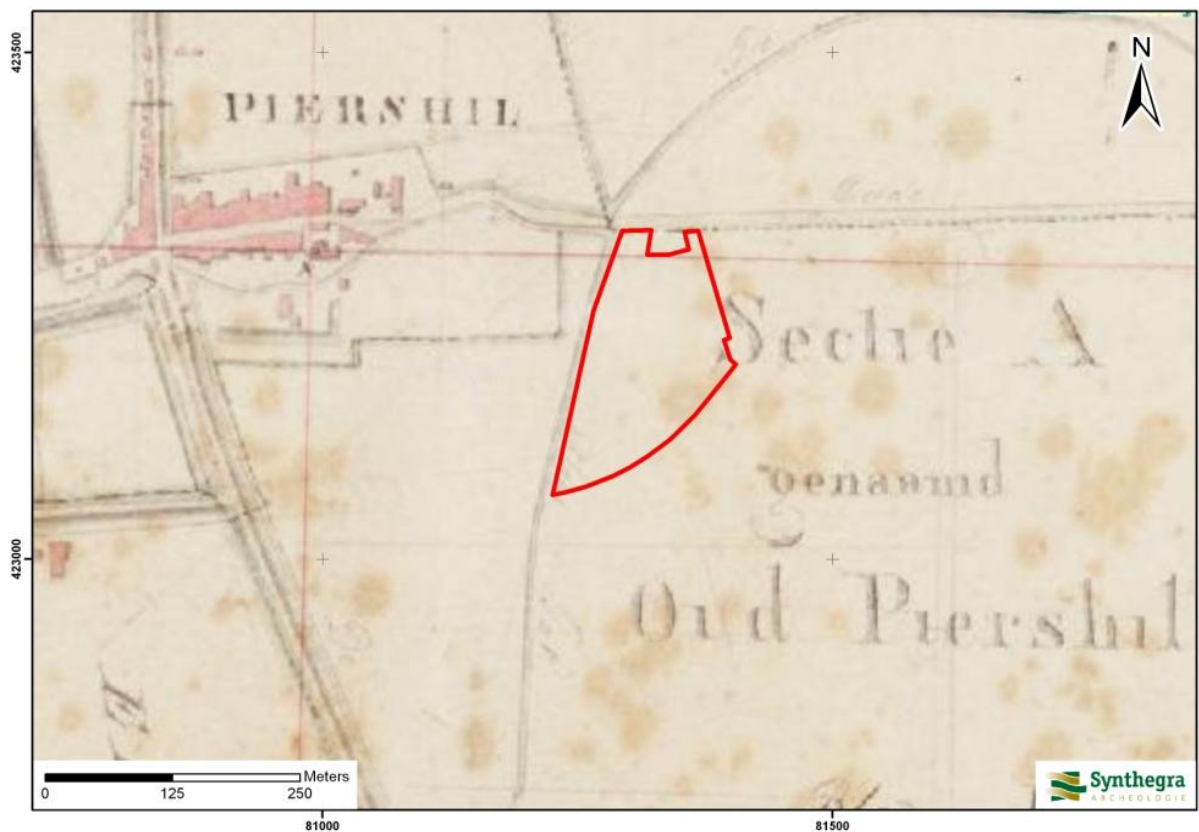 PIERSHIL
N
Sectie A
genaamd
Oud Piershil
423500
423000
81000
81500
Meters
0 125 250
Synthegra
ARCHEOLOGIE